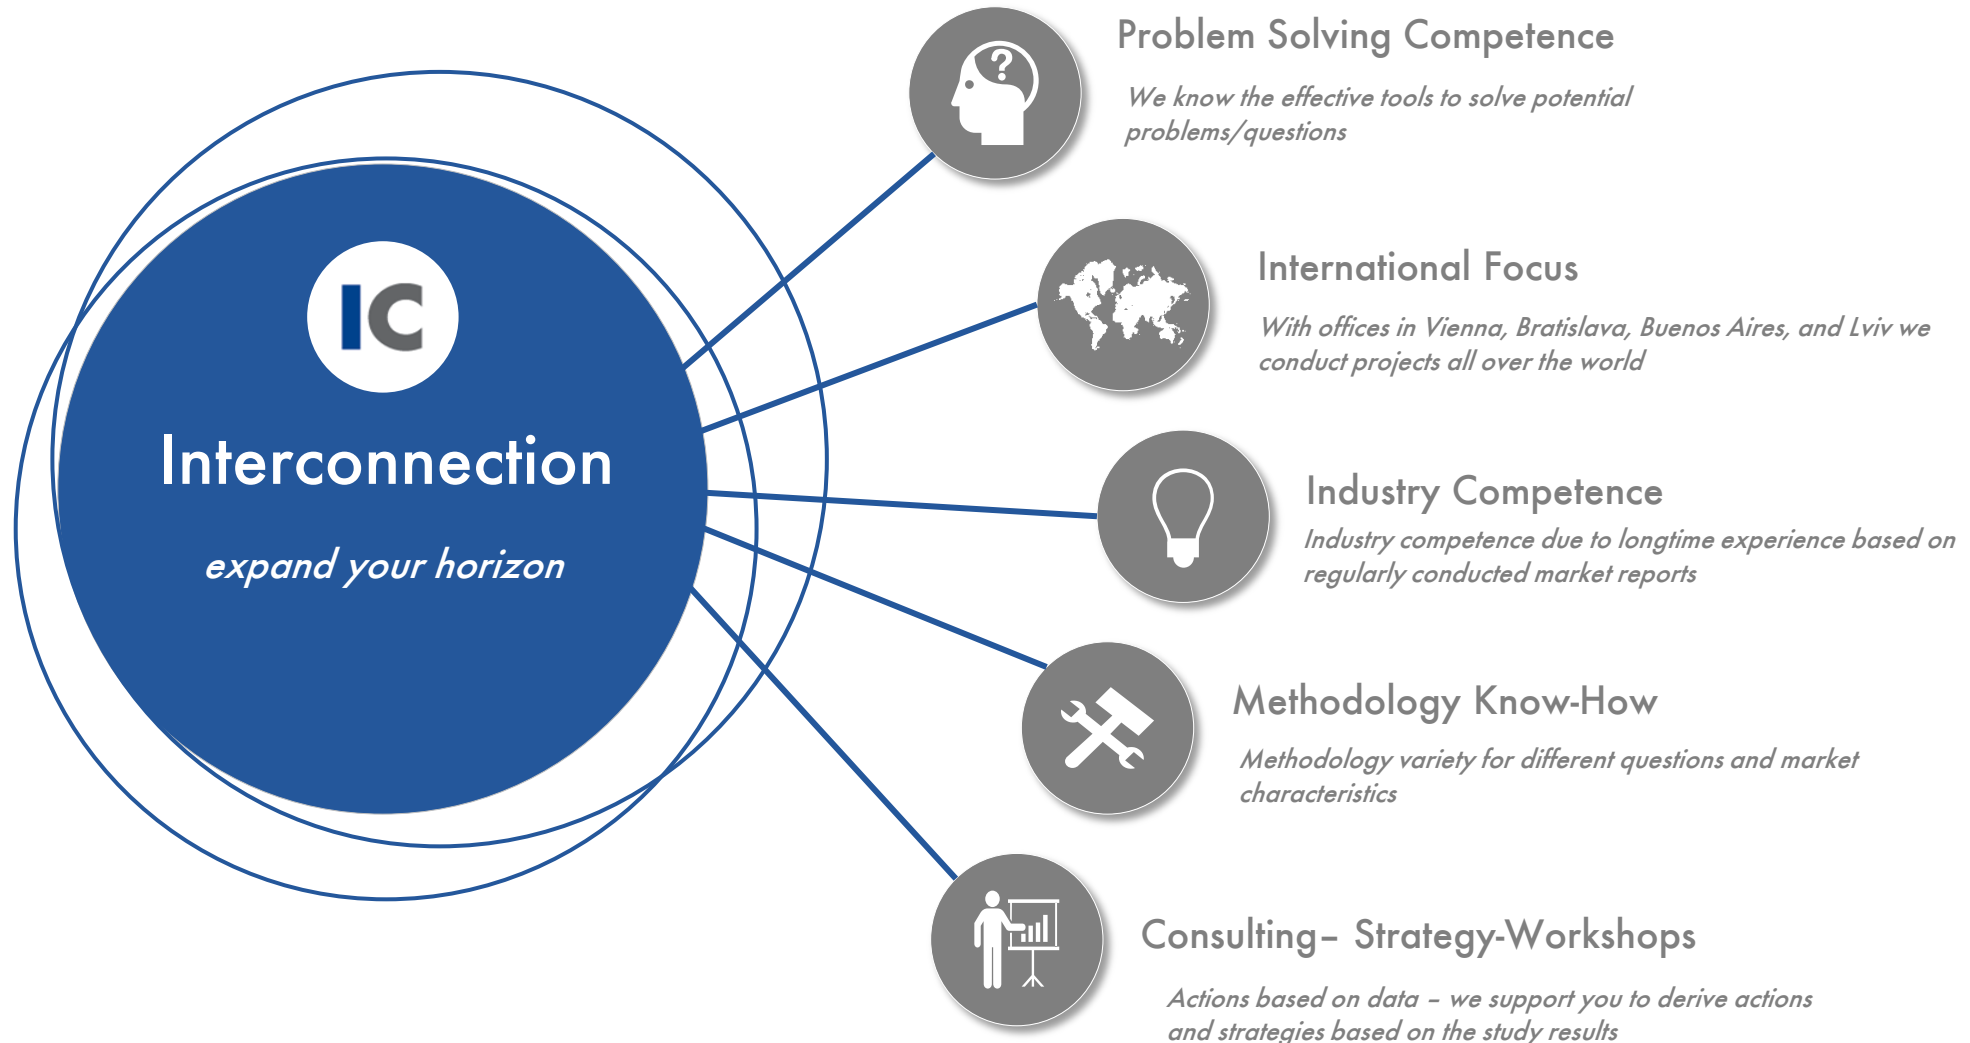 IC
Interconnection
expand your horizon
Problem Solving Competence
We know the effective tools to solve potential
problems/questions
International Focus
With offices in Vienna, Bratislava, Buenos Aires, and Lviv we
conduct projects all over the world
Industry Competence
Industry competence due to longtime experience based on
regularly conducted market reports
Methodology Know-How
Methodology variety for different questions and market
characteristics
Consulting– Strategy-Workshops
Actions based on data – we support you to derive actions
and strategies based on the study results
?